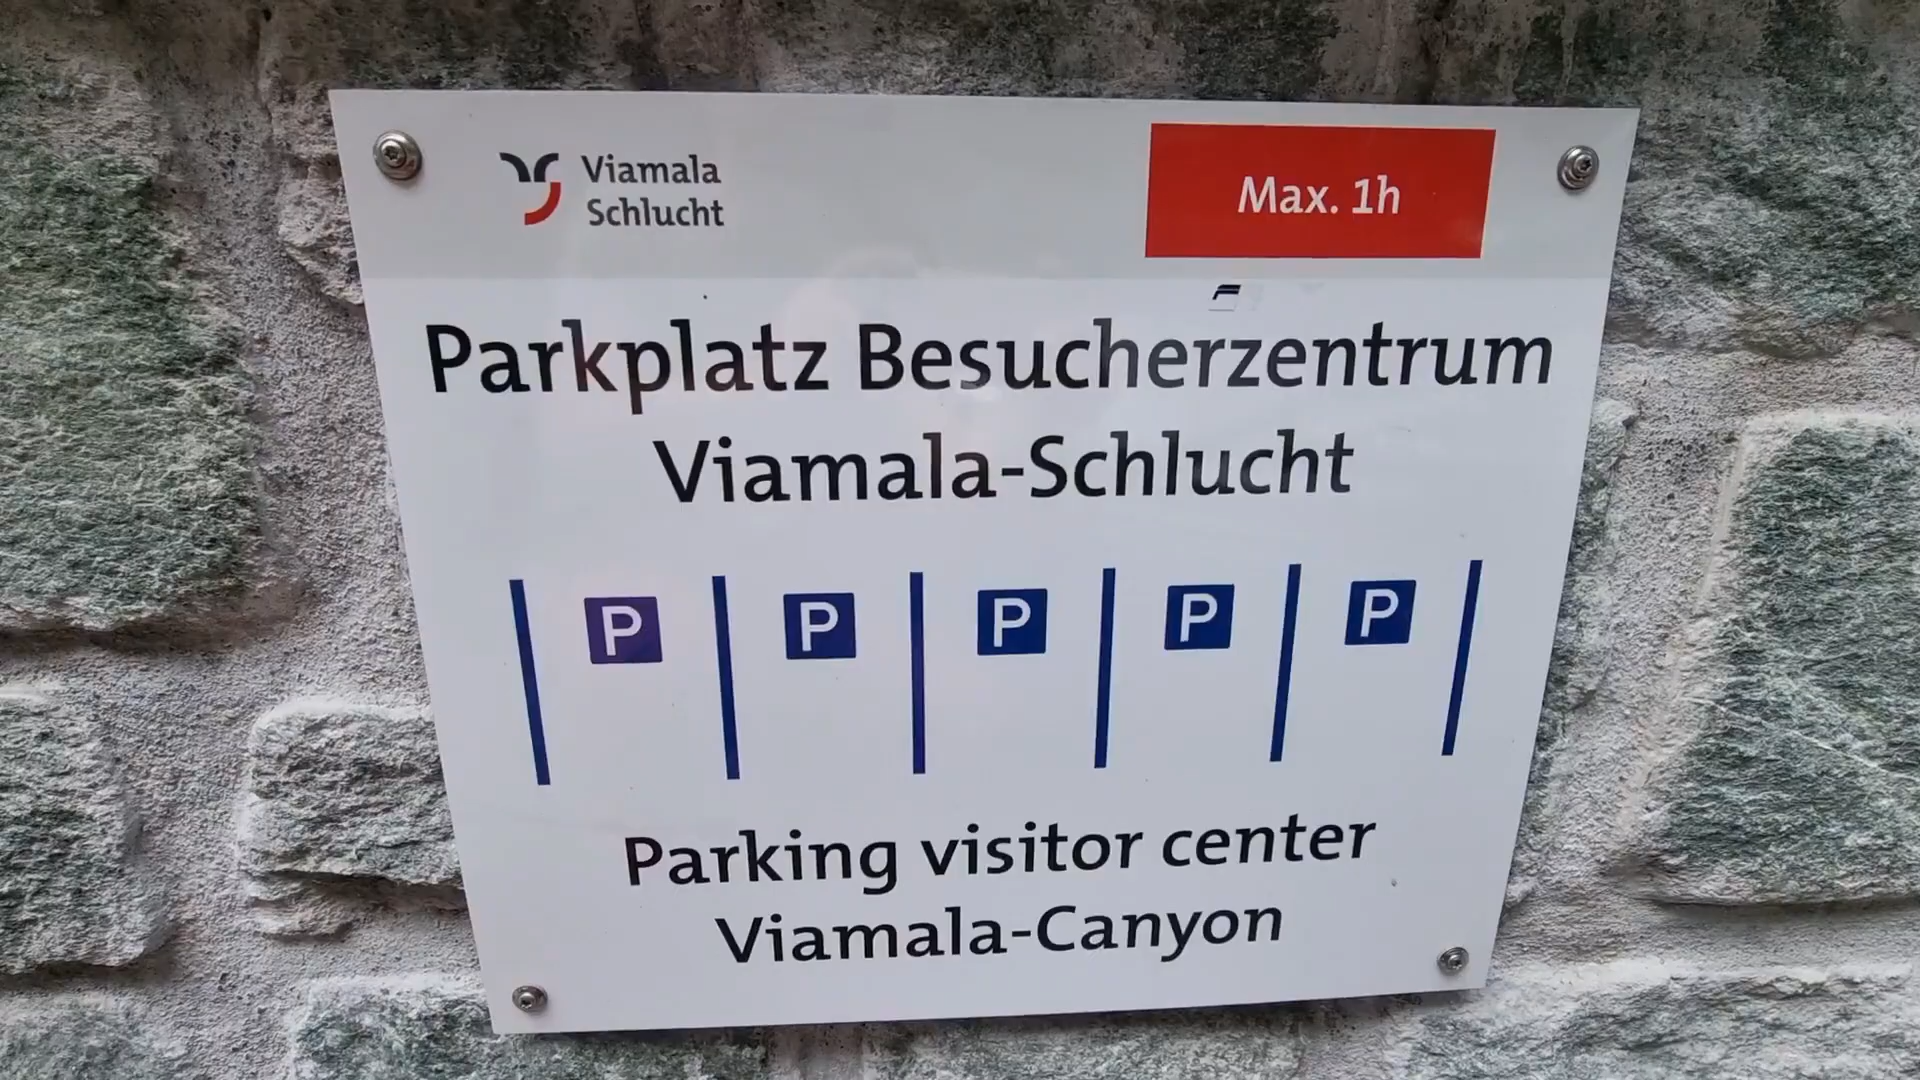 Viamala
Schlucht
Max. 1h
Parkplatz Besucherzentrum
Viamala-Schlucht
P P P P P
Parking visitor center
Viamala-Canyon